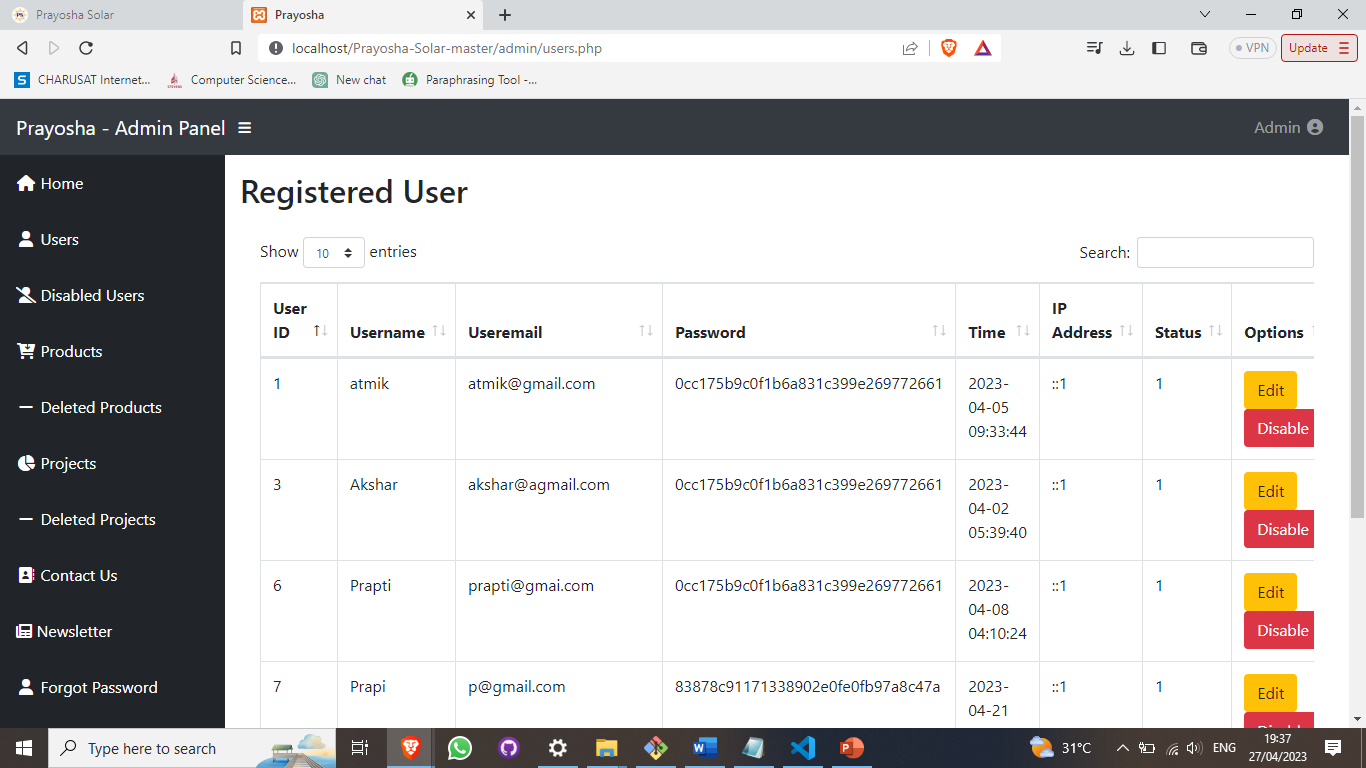 Prayosha Solar
Prayosha
localhost/Prayosha-Solar-master/admin/users.php
VPN
Update
CHARUSAT Internet...
Computer Science...
New chat
Paraphrasing Tool -...
Prayosha - Admin Panel
Admin
Home
Users
Disabled Users
Products
Deleted Products
Projects
Deleted Projects
Contact Us
Newsletter
Forgot Password
Registered User
Show 10 entries
Search:
User ID Username Useremail Password Time IP Address Status Options
1 atmik atmik@gmail.com 0cc175b9c0f1b6a831c399e269772661 2023-04-05 09:33:44 ::1 1 Edit Disable
3 Akshar akshar@agmail.com 0cc175b9c0f1b6a831c399e269772661 2023-04-02 05:39:40 ::1 1 Edit Disable
6 Prapti prapti@gmai.com 0cc175b9c0f1b6a831c399e269772661 2023-04-08 04:10:24 ::1 1 Edit Disable
7 Prapi p@gmail.com 83878c91171338902e0fe0fb97a8c47a 2023-04-21 ::1 1 Edit
Type here to search
31°C
ENG
19:37
27/04/2023